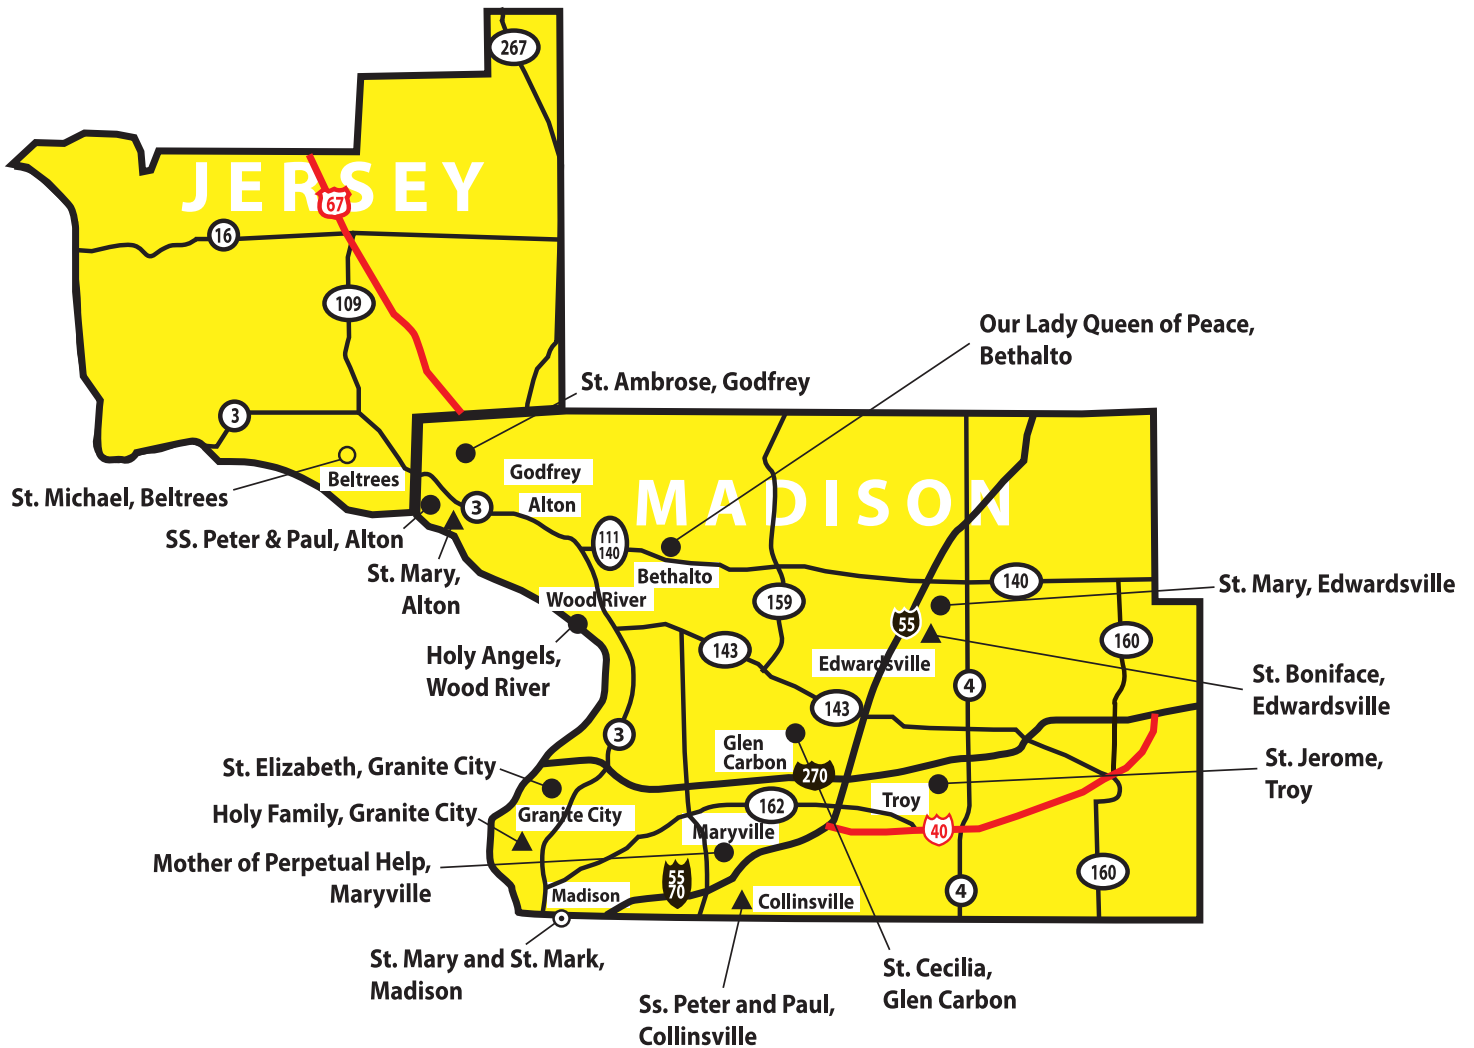 267
JERSEY
67
16
109
Our Lady Queen of Peace,
Bethalto
St. Ambrose, Godfrey
3
Godfrey
Beltrees
St. Michael, Beltrees
MADISON
Alton
3
SS. Peter & Paul, Alton
111
140
St. Mary,
Alton
Bethalto
140
St. Mary, Edwardsville
Wood River
159
55
160
143
Edwardsville
Holy Angels,
Wood River
4
St. Boniface,
Edwardsville
143
3
Glen
Carbon
St. Elizabeth, Granite City
270
St. Jerome,
Troy
Troy
Holy Family, Granite City
Granite City
162
Maryville
40
Mother of Perpetual Help,
Maryville
55
70
160
4
Madison
Collinsville
St. Mary and St. Mark,
Madison
St. Cecilia,
Glen Carbon
Ss. Peter and Paul,
Collinsville